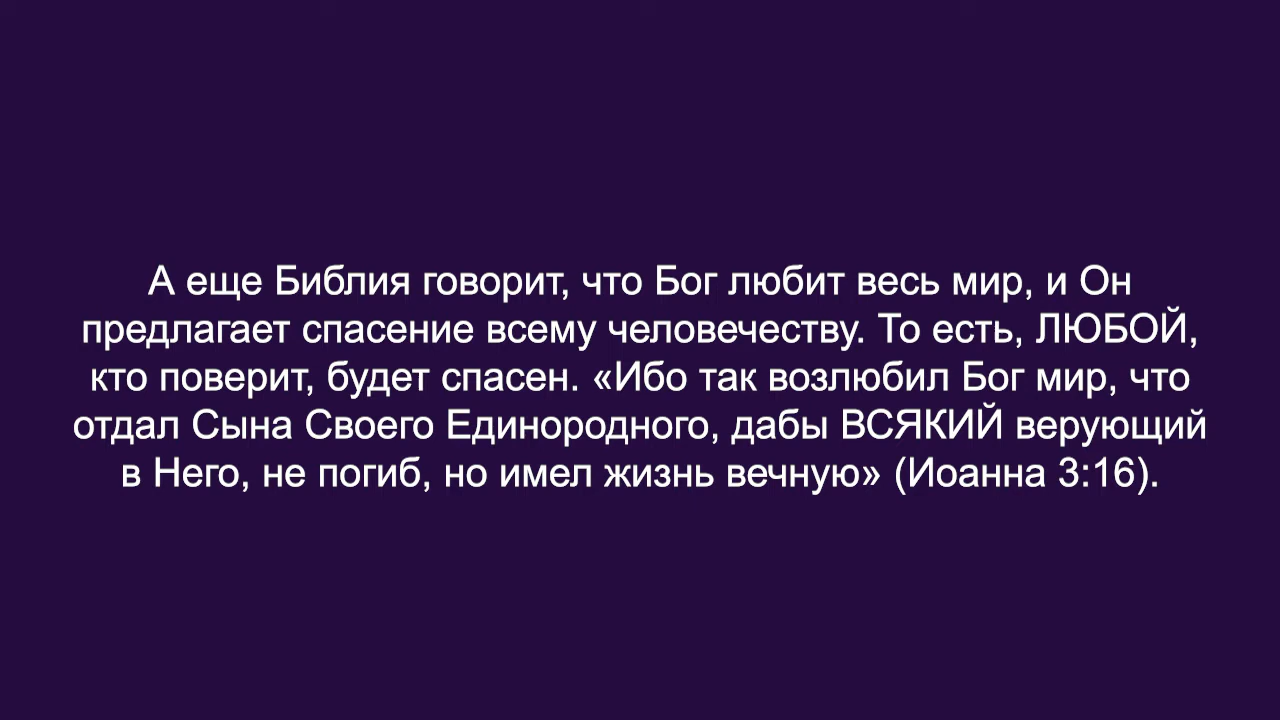 А еще Библия говорит, что Бог любит весь мир, и Он
предлагает спасение всему человечеству. То есть, ЛЮБОЙ,
кто поверит, будет спасен. «Ибо так возлюбил Бог мир, что
отдал Сына Своего Единородного, дабы ВСЯКИЙ верующий
в Него, не погиб, но имел жизнь вечную» (Иоанна 3:16).